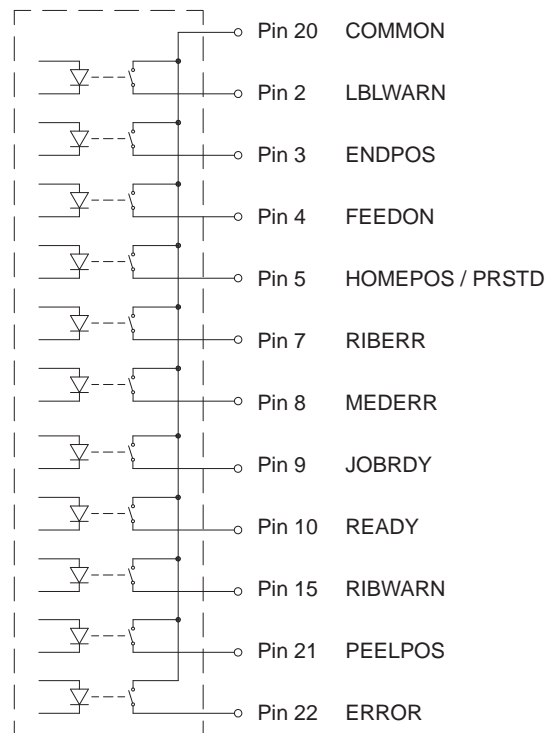 Pin 20 COMMON
Pin 2 LBLWARN
Pin 3 ENDPOS
Pin 4 FEEDON
Pin 5 HOMEPOS / PRSTD
Pin 7 RIBERR
Pin 8 MEDERR
Pin 9 JOBRDY
Pin 10 READY
Pin 15 RIBWARN
Pin 21 PEELPOS
Pin 22 ERROR